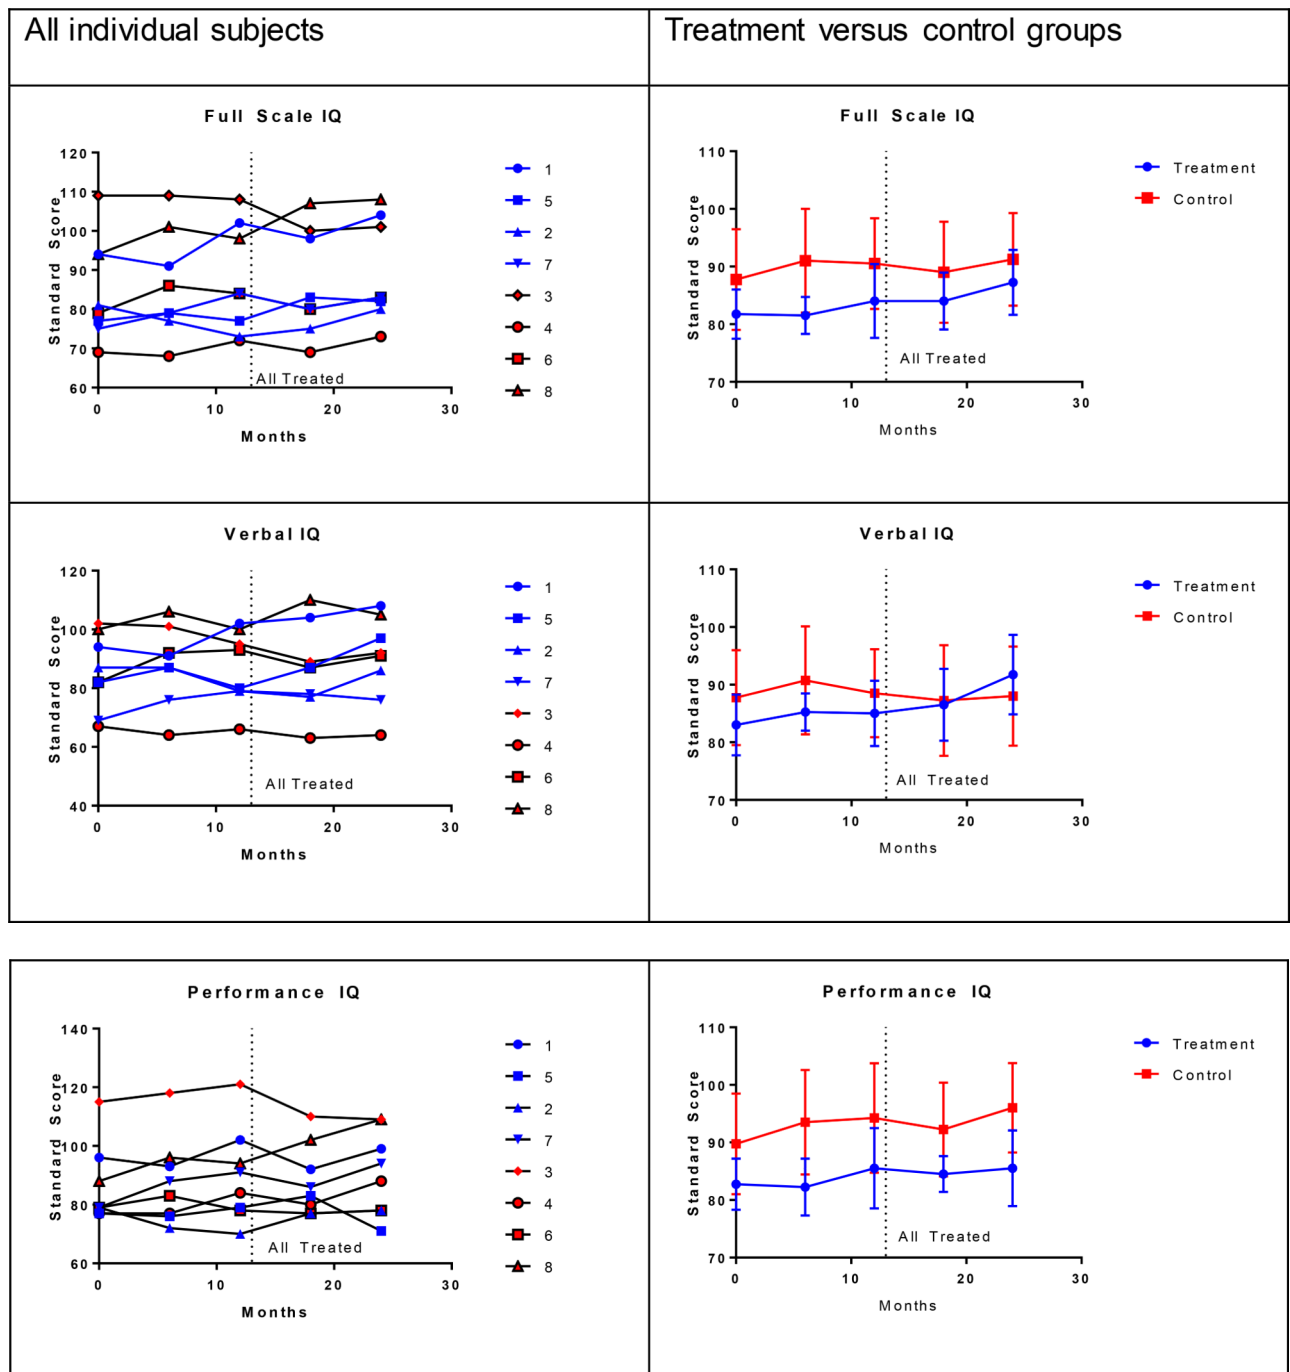 All individual subjects
Treatment versus control groups
Full Scale IQ
Standard Score
120
110
100
90
80
70
60
0
10
20
30
All Treated
Months
1
5
2
7
3
4
6
8
Full Scale IQ
Standard Score
110
100
90
80
70
0
10
20
30
All Treated
Months
Treatment
Control
Verbal IQ
Standard Score
120
100
80
60
40
0
10
20
30
All Treated
Months
1
5
2
7
3
4
6
8
Verbal IQ
Standard Score
110
100
90
80
70
0
10
20
30
All Treated
Months
Treatment
Control
Performance IQ
Standard Score
140
120
100
80
60
0
10
20
30
All Treated
Months
1
5
2
7
3
4
6
8
Performance IQ
Standard Score
110
100
90
80
70
0
10
20
30
All Treated
Months
Treatment
Control